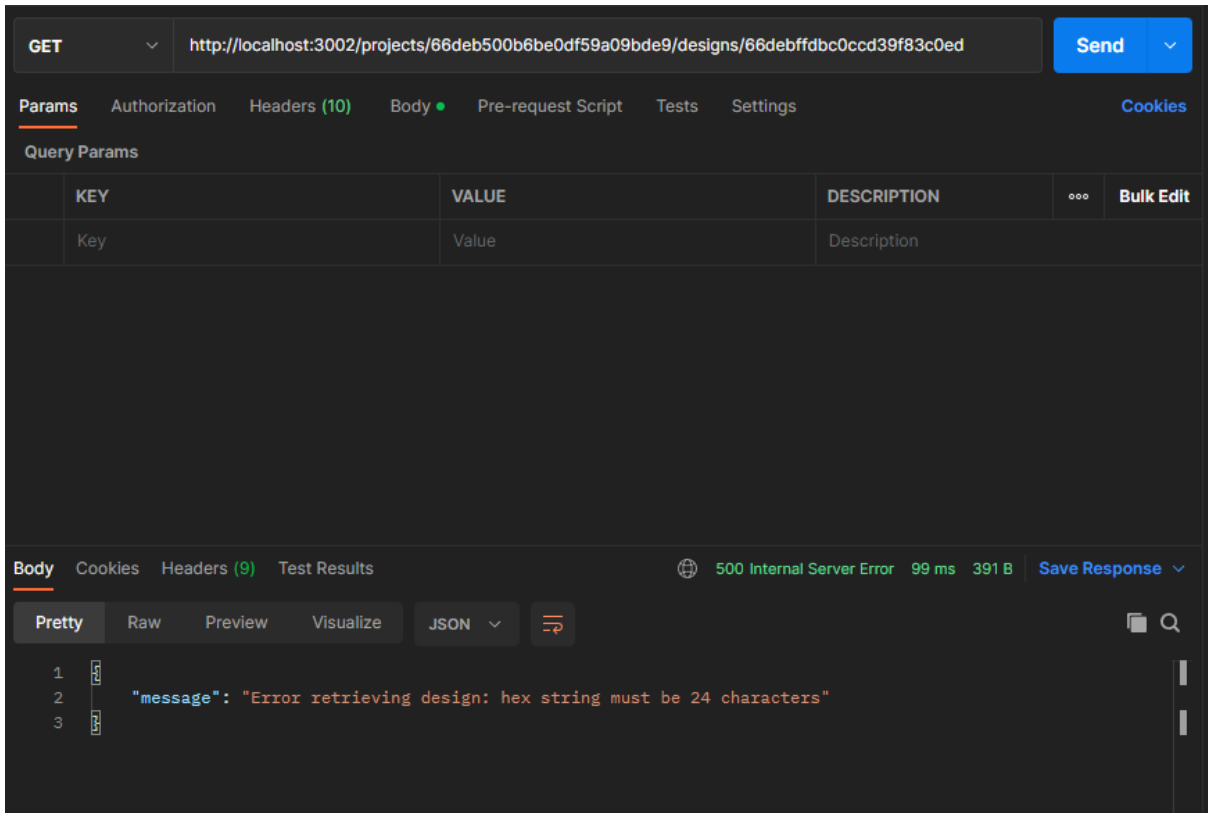 GET http://localhost:3002/projects/66deb500b6be0df59a09bde9/designs/66debffdbc0ccd39f83c0ed Send
Params Authorization Headers (10) Body Pre-request Script Tests Settings Cookies
Query Params
KEY VALUE DESCRIPTION ooo Bulk Edit
Key Value Description
Body Cookies Headers (9) Test Results 500 Internal Server Error 99 ms 391 B Save Response
Pretty Raw Preview Visualize JSON
1 {
2 "message": "Error retrieving design: hex string must be 24 characters"
3 }